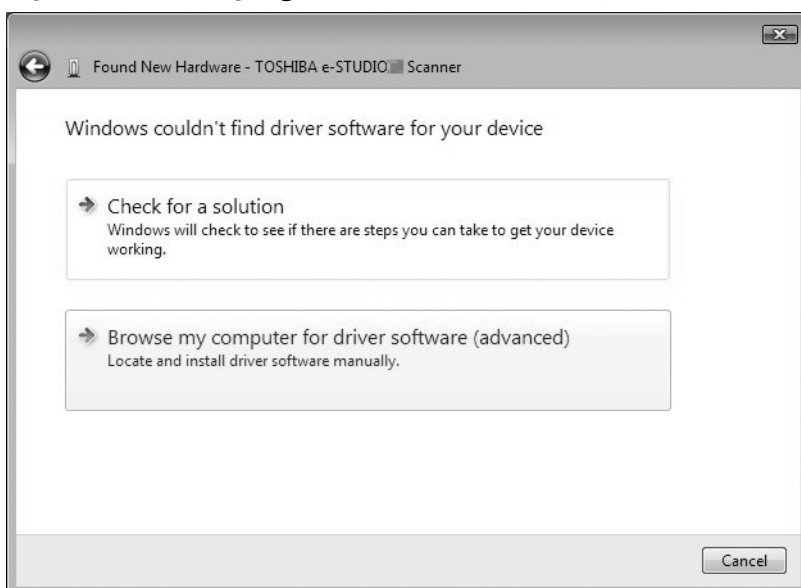 Found New Hardware - TOSHIBA e-STUDIO Scanner
Windows couldn't find driver software for your device
Check for a solution
Windows will check to see if there are steps you can take to get your device
working.
Browse my computer for driver software (advanced)
Locate and install driver software manually.
Cancel